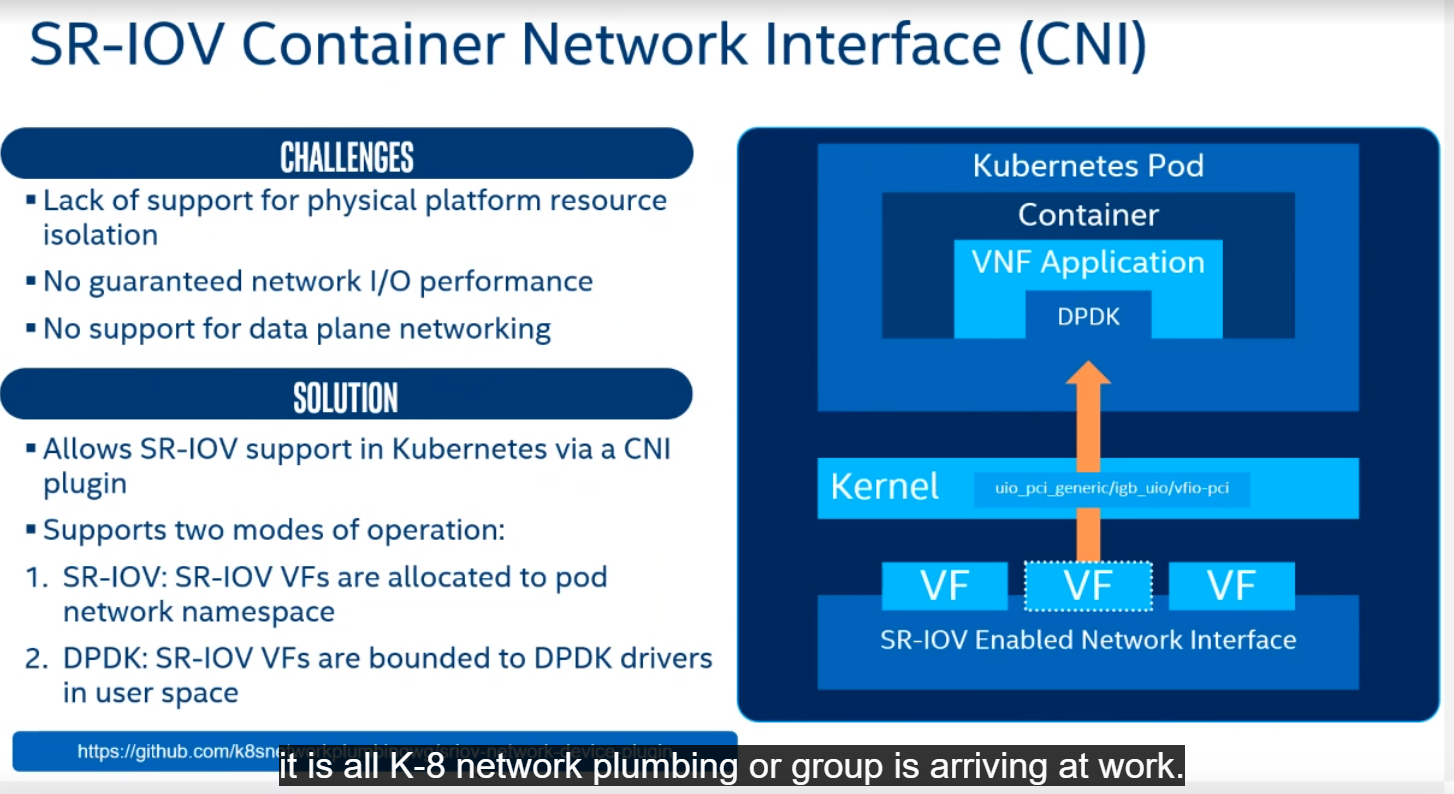 SR-IOV Container Network Interface (CNI)
CHALLENGES
▪ Lack of support for physical platform resource
isolation
▪ No guaranteed network I/O performance
▪ No support for data plane networking
SOLUTION
▪ Allows SR-IOV support in Kubernetes via a CNI
plugin
▪ Supports two modes of operation:
1. SR-IOV: SR-IOV VFs are allocated to pod
network namespace
2. DPDK: SR-IOV VFs are bounded to DPDK drivers
in user space
https://github.com/k8snetworkplumbingwg/sriov-network-device-plugin
Kubernetes Pod
Container
VNF Application
DPDK
Kernel
uio_pci_generic/igb_uio/vfio-pci
VF
VF
VF
SR-IOV Enabled Network Interface
it is all K-8 network plumbing or group is arriving at work.